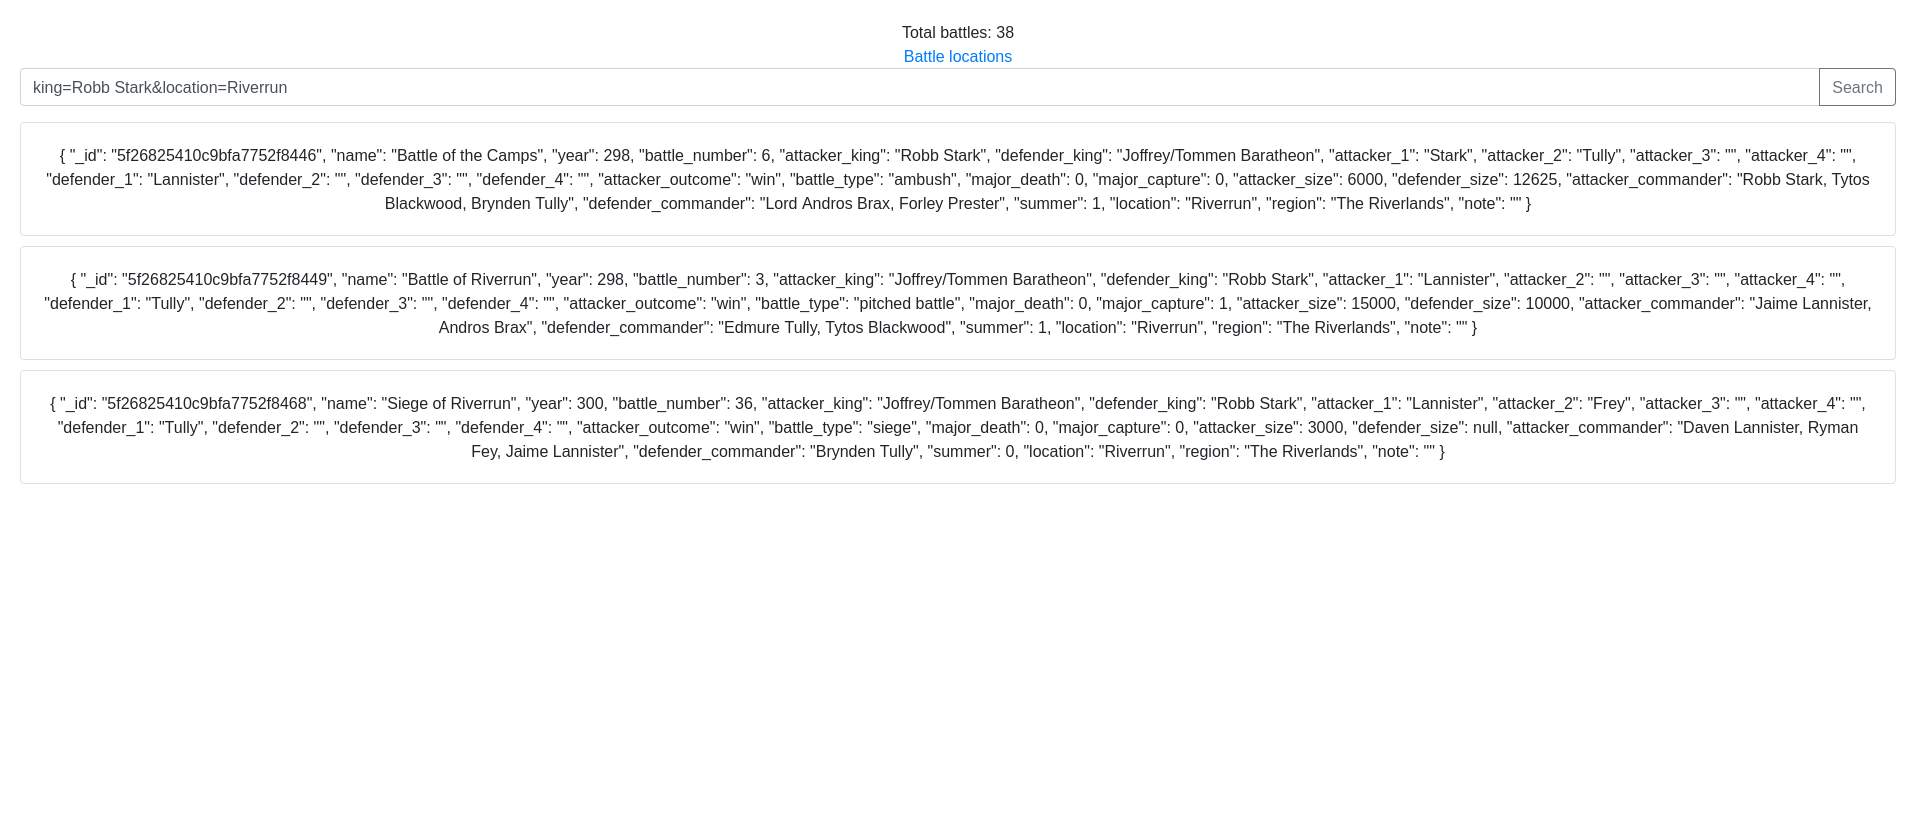 Total battles: 38
Battle locations
king=Robb Stark&location=Riverrun
Search
{ "_id": "5f26825410c9bfa7752f8446", "name": "Battle of the Camps", "year": 298, "battle_number": 6, "attacker_king": "Robb Stark", "defender_king": "Joffrey/Tommen Baratheon", "attacker_1": "Stark", "attacker_2": "Tully", "attacker_3": "", "attacker_4": "",
"defender_1": "Lannister", "defender_2": "", "defender_3": "", "defender_4": "", "attacker_outcome": "win", "battle_type": "ambush", "major_death": 0, "major_capture": 0, "attacker_size": 6000, "defender_size": 12625, "attacker_commander": "Robb Stark, Tytos
Blackwood, Brynden Tully", "defender_commander": "Lord Andros Brax, Forley Prester", "summer": 1, "location": "Riverrun", "region": "The Riverlands", "note": "" }
{ "_id": "5f26825410c9bfa7752f8449", "name": "Battle of Riverrun", "year": 298, "battle_number": 3, "attacker_king": "Joffrey/Tommen Baratheon", "defender_king": "Robb Stark", "attacker_1": "Lannister", "attacker_2": "", "attacker_3": "", "attacker_4": "",
"defender_1": "Tully", "defender_2": "", "defender_3": "", "defender_4": "", "attacker_outcome": "win", "battle_type": "pitched battle", "major_death": 0, "major_capture": 1, "attacker_size": 15000, "defender_size": 10000, "attacker_commander": "Jaime Lannister,
Andros Brax", "defender_commander": "Edmure Tully, Tytos Blackwood", "summer": 1, "location": "Riverrun", "region": "The Riverlands", "note": "" }
{ "_id": "5f26825410c9bfa7752f8468", "name": "Siege of Riverrun", "year": 300, "battle_number": 36, "attacker_king": "Joffrey/Tommen Baratheon", "defender_king": "Robb Stark", "attacker_1": "Lannister", "attacker_2": "Frey", "attacker_3": "", "attacker_4": "",
"defender_1": "Tully", "defender_2": "", "defender_3": "", "defender_4": "", "attacker_outcome": "win", "battle_type": "siege", "major_death": 0, "major_capture": 0, "attacker_size": 3000, "defender_size": null, "attacker_commander": "Daven Lannister, Ryman
Fey, Jaime Lannister", "defender_commander": "Brynden Tully", "summer": 0, "location": "Riverrun", "region": "The Riverlands", "note": "" }